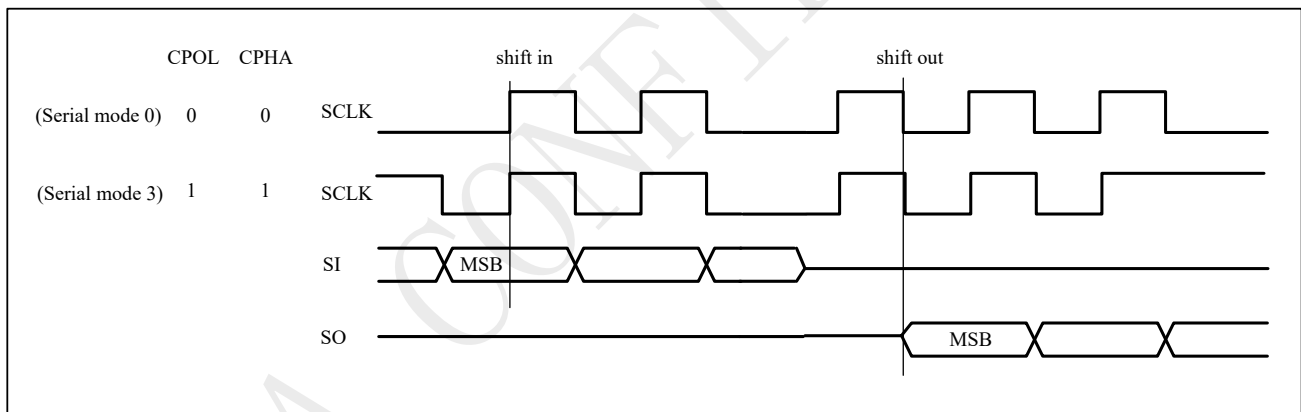 CPOL CPHA shift in shift out
(Serial mode 0) 0 0 SCLK
(Serial mode 3) 1 1 SCLK
SI MSB
SO MSB